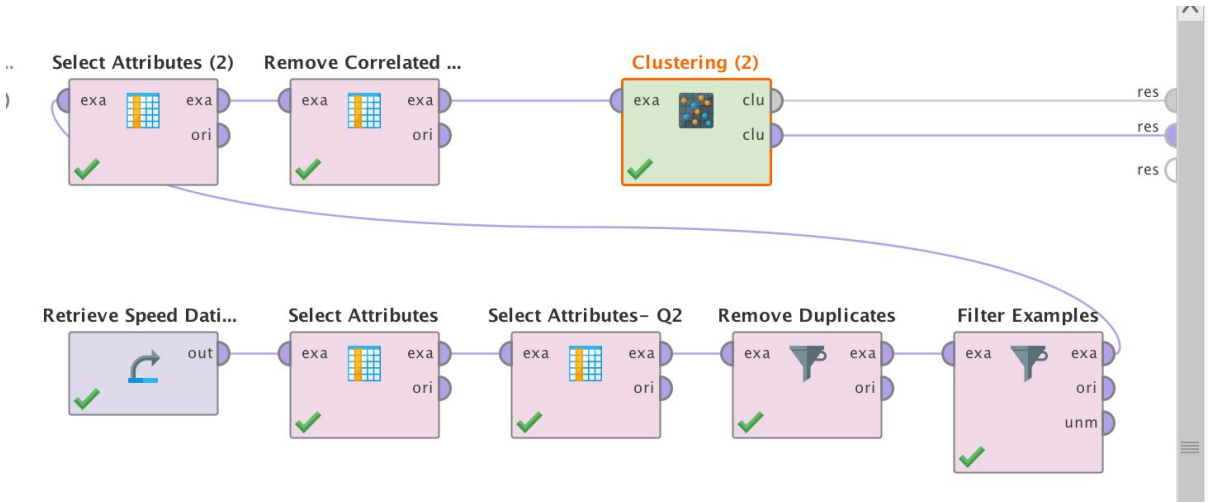 Select Attributes (2)
Remove Correlated ...
Clustering (2)
...
exa
exa
ori
exa
exa
ori
exa
clu
clu
res
res
res
Retrieve Speed Dati...
Select Attributes
Select Attributes– Q2
Remove Duplicates
Filter Examples
out
exa
exa
ori
exa
exa
ori
exa
exa
ori
exa
exa
ori
unm